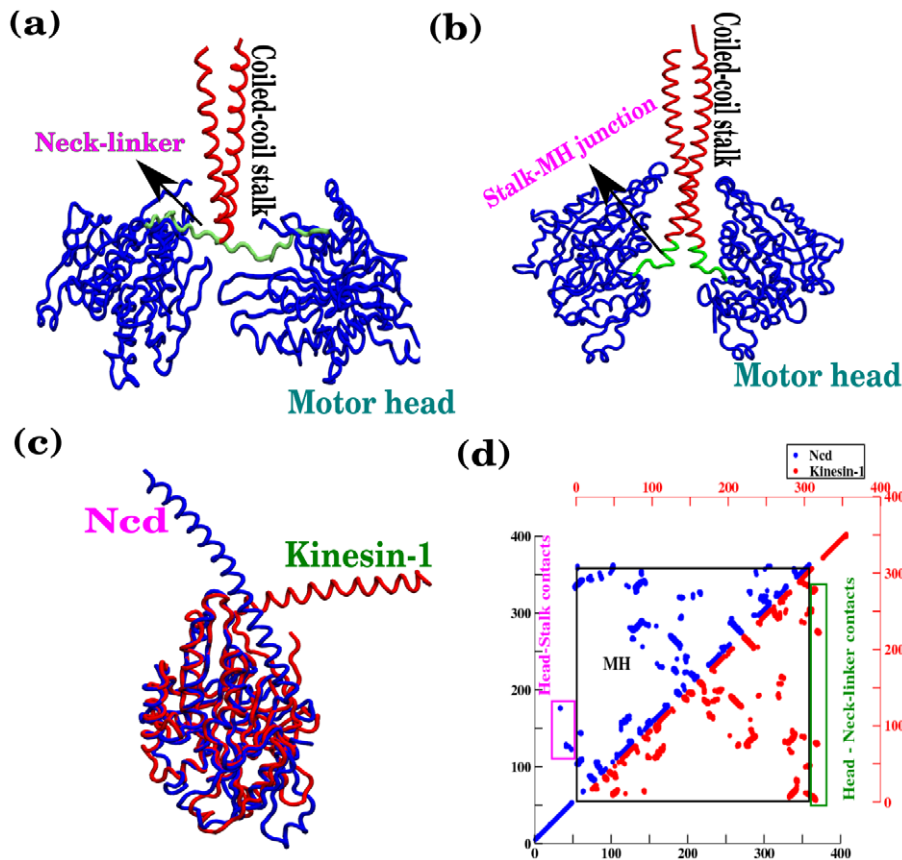 (a)
Neck-linker
Coiled-coil stalk
Motor head
(b)
Stalk-MH junction
Coiled-coil stalk
Motor head
(c)
Ncd
Kinesin-1
(d)
Ncd
Kinesin-1
0 100 200 300 400
400
300
200
100
0
Head-Stalk contacts
MH
Head - Neck-linker contacts
400
300
200
100
0
0 100 200 300 400